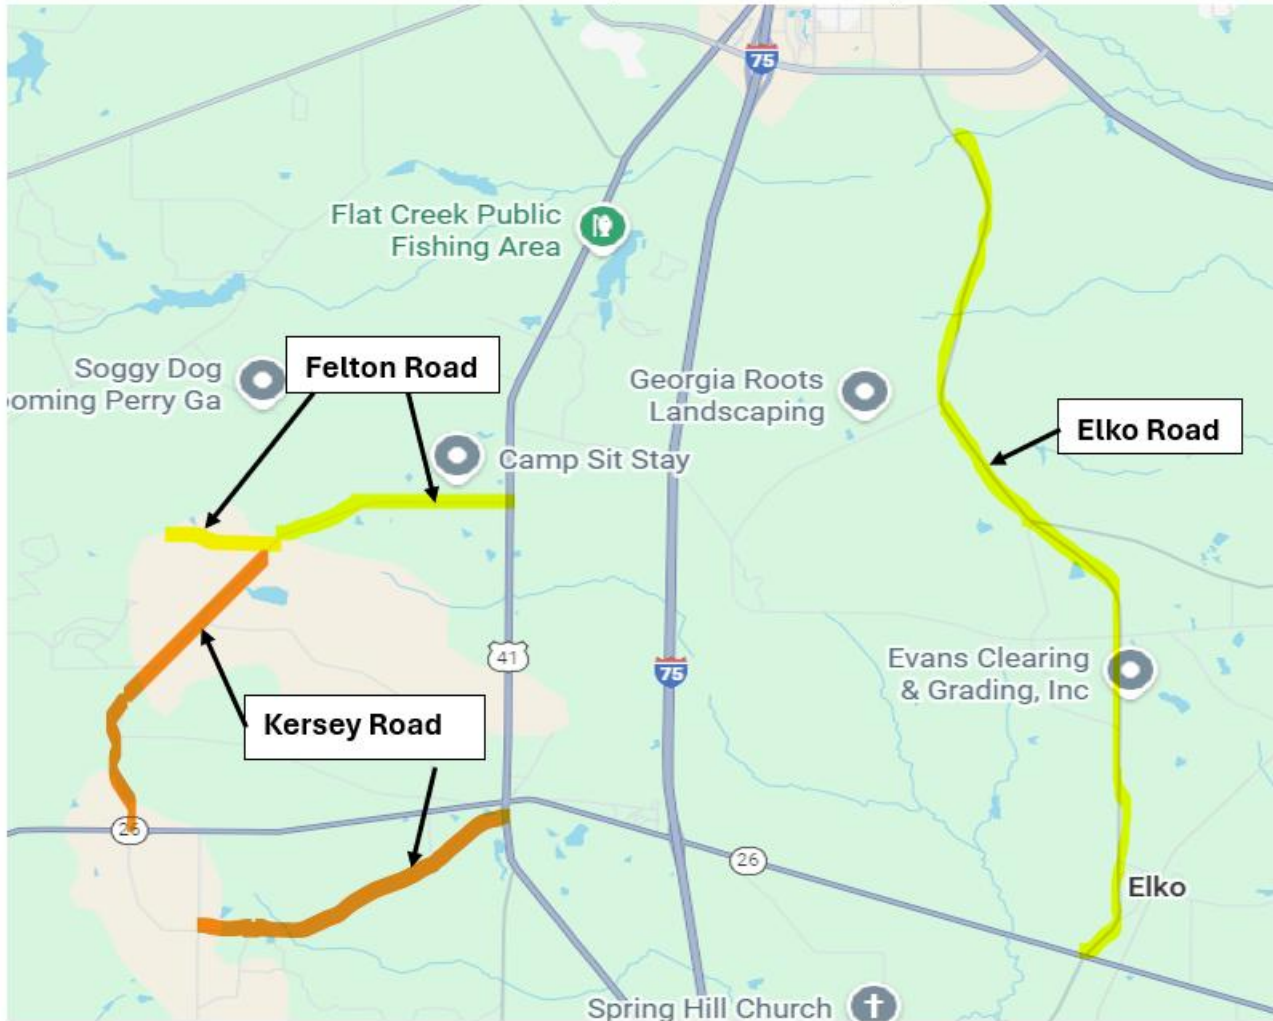 75
Flat Creek Public
Fishing Area
Felton Road
Soggy Dog
ooming Perry Ga
Georgia Roots
Landscaping
Elko Road
Camp Sit Stay
41
75
Evans Clearing
& Grading, Inc
Kersey Road
26
26
Elko
Spring Hill Church